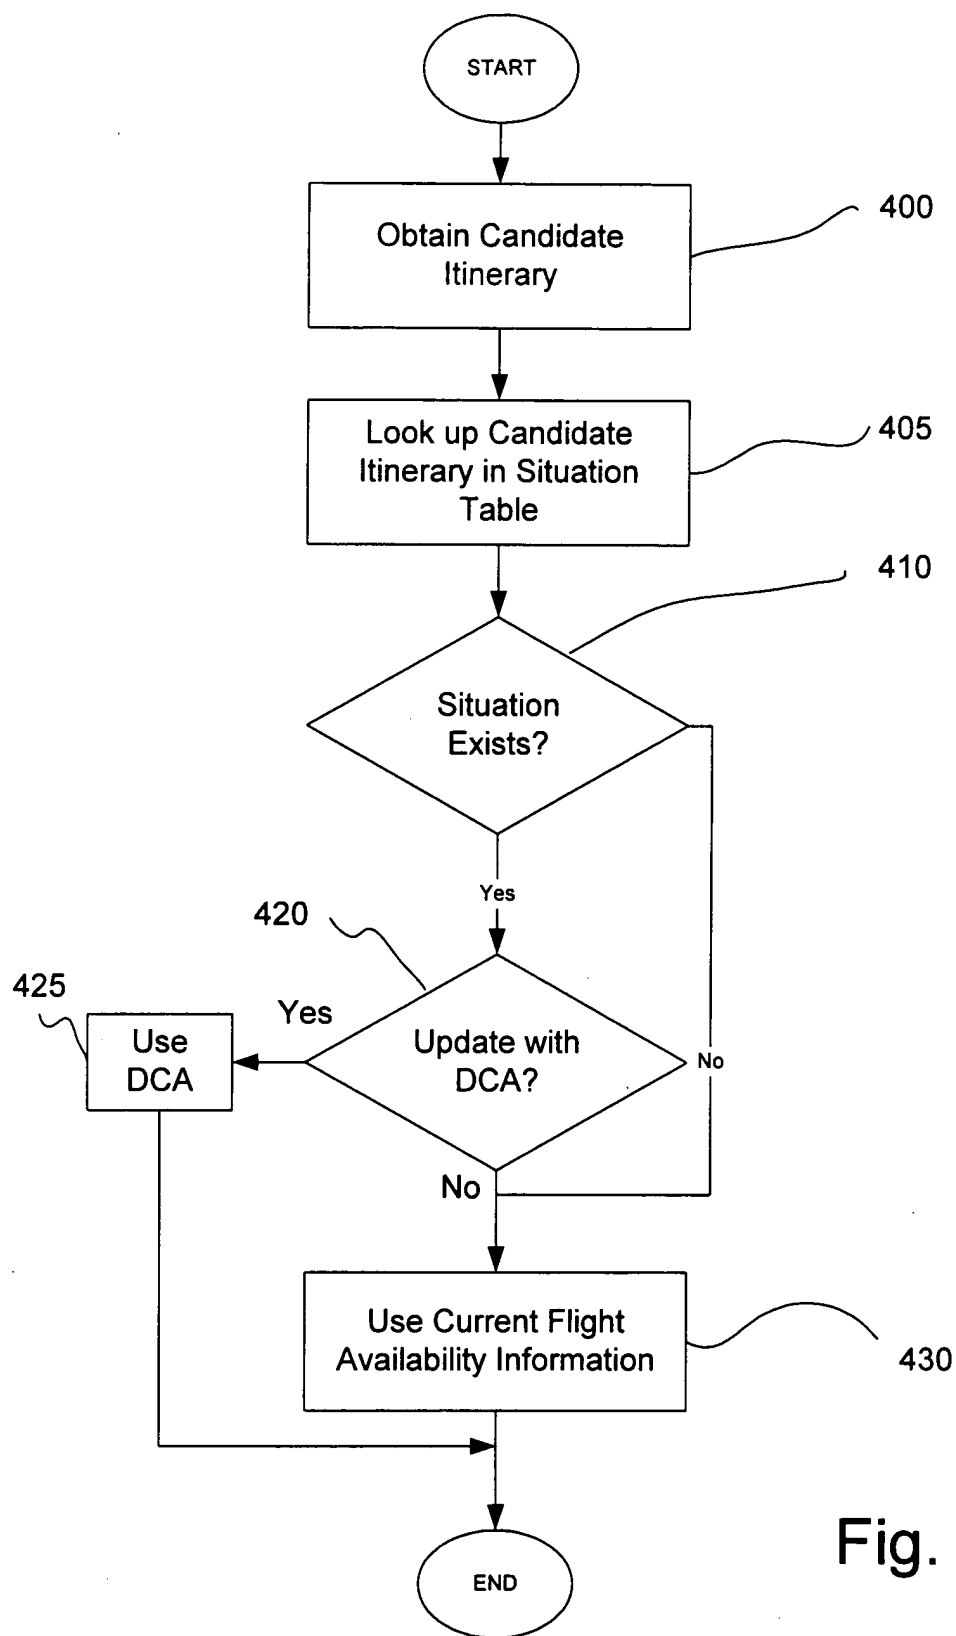 START
400
Obtain Candidate
Itinerary
405
Look up Candidate
Itinerary in Situation
Table
410
Situation
Exists?
Yes
420
425
Yes
Use
DCA
Update with
DCA?
No
No
Use Current Flight
Availability Information
430
Fig.
END